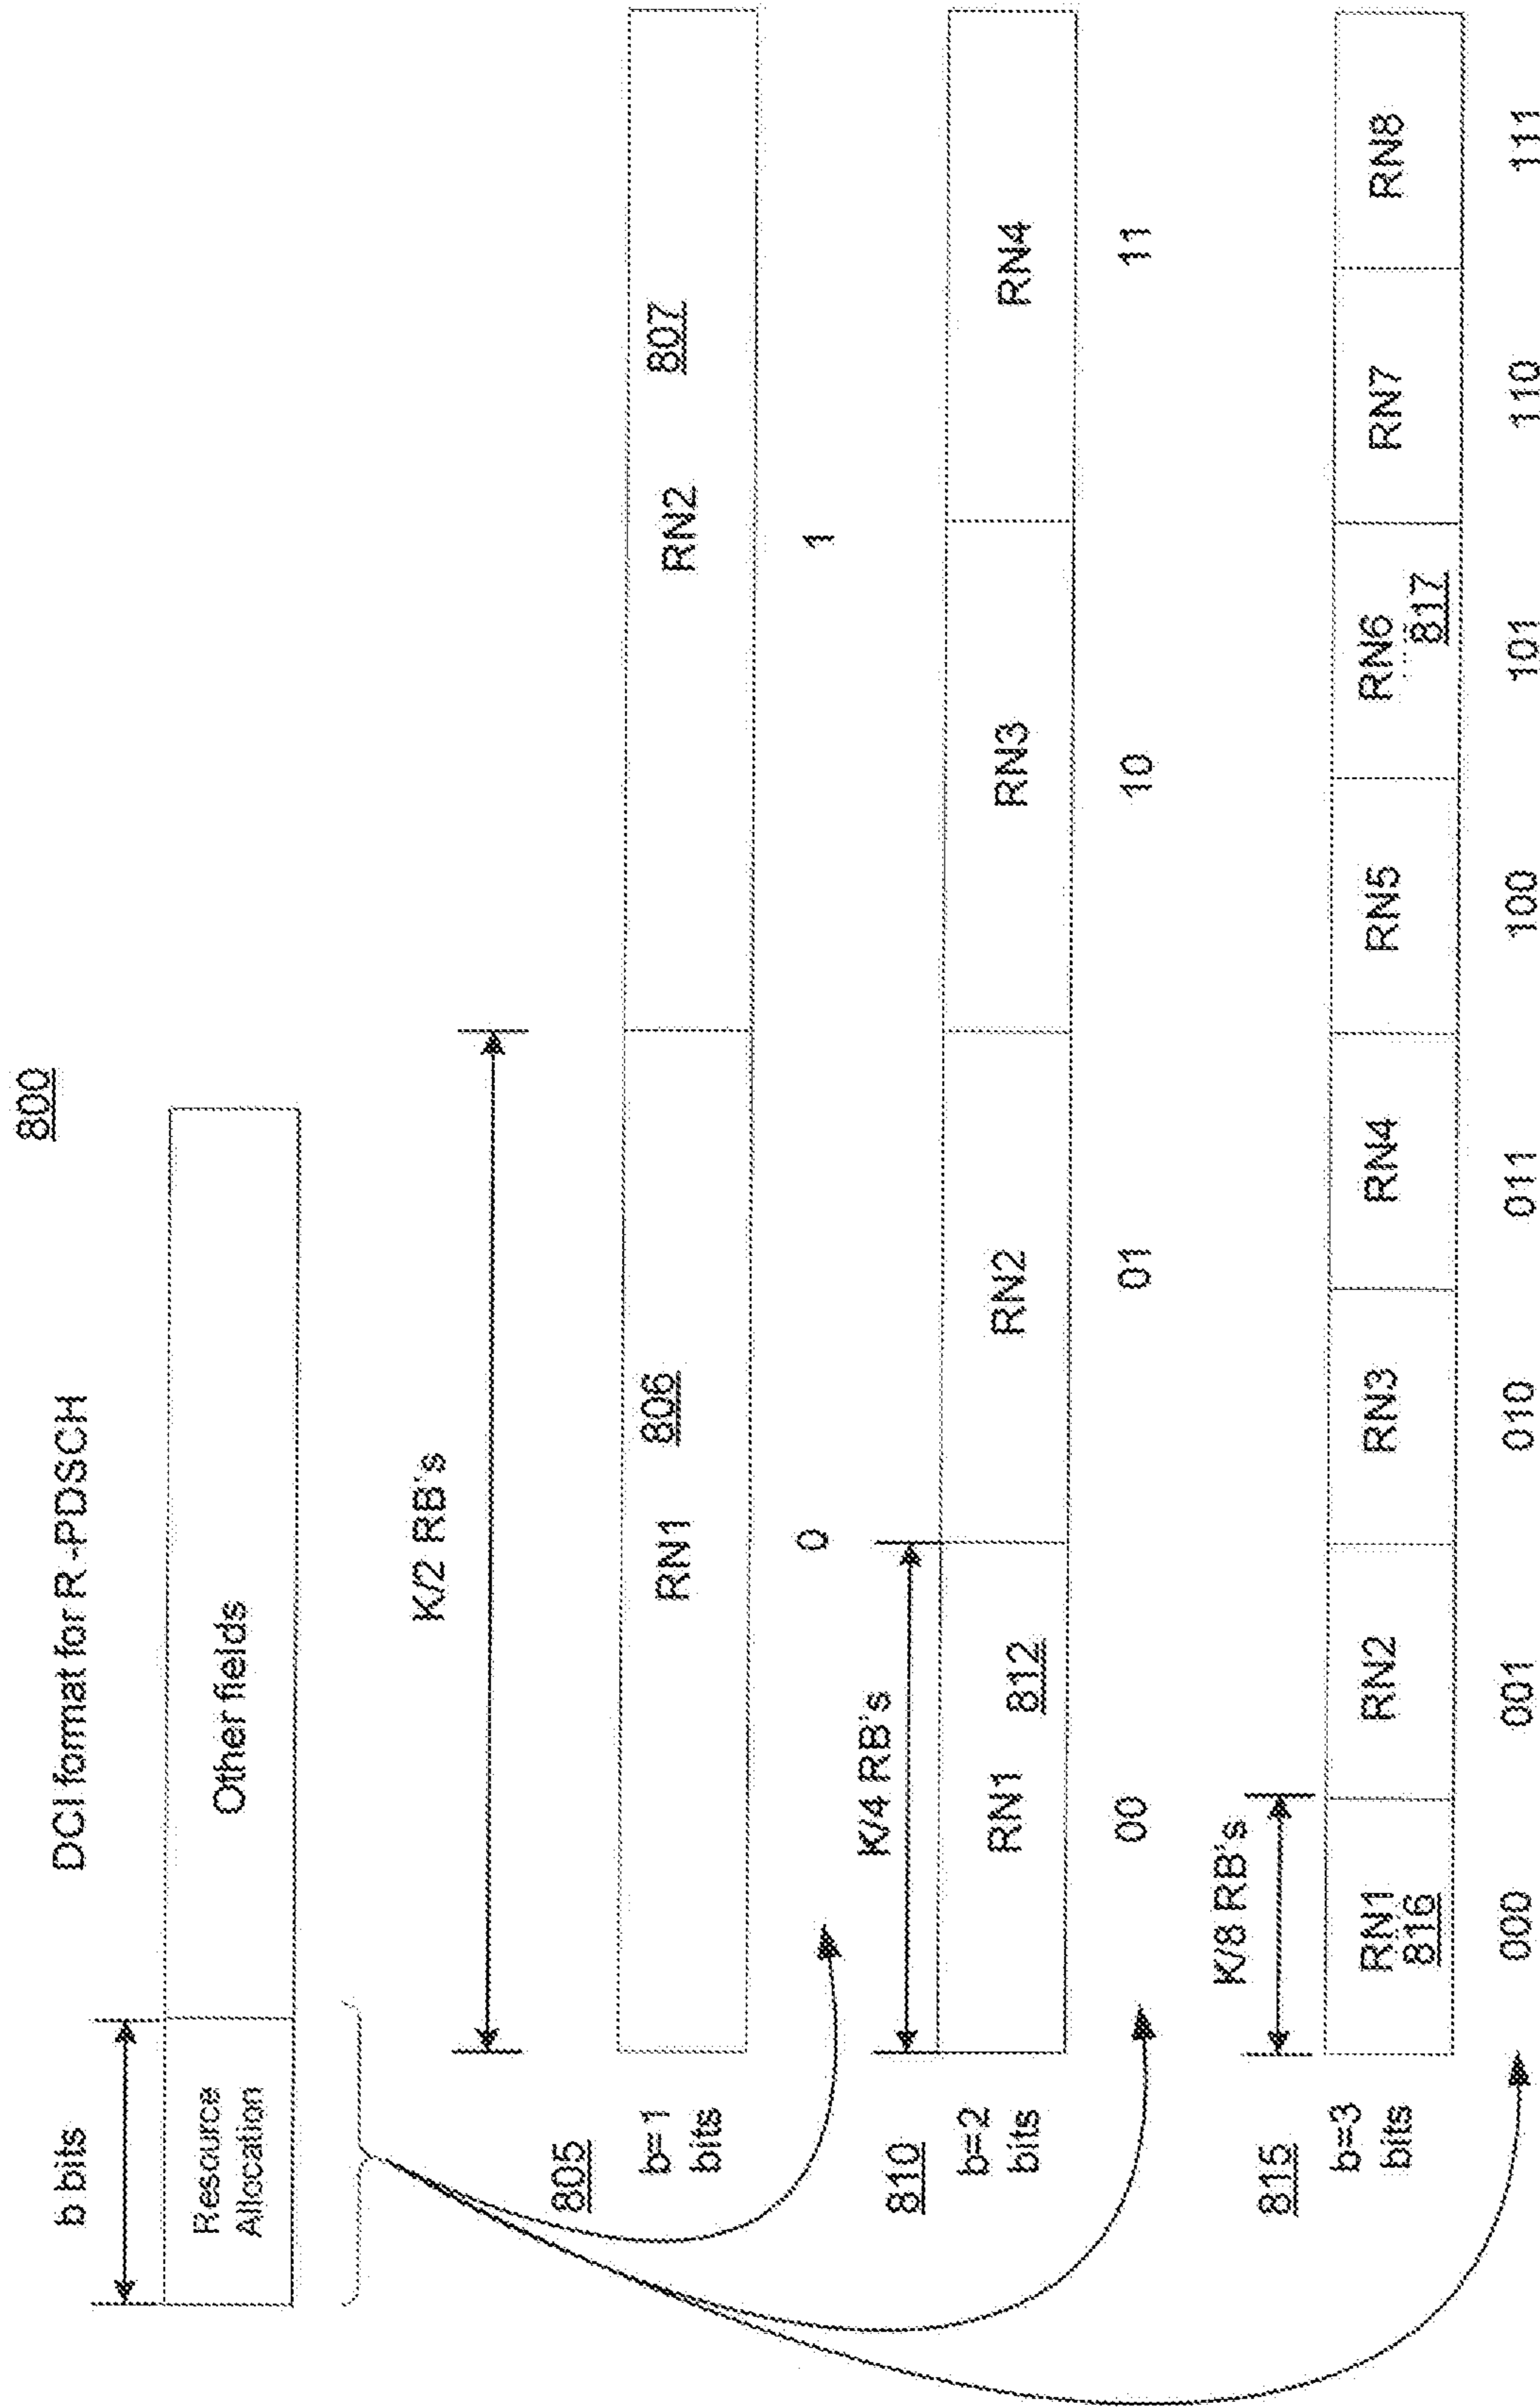 800
DCI format for R-PDSCH
b bits
Resource
Allocation
Other fields
K/2 RB's
805
b=1
bits
RN1
806
RN2
807
0
1
K/4 RB's
810
b=2
bits
RN1
812
RN2
RN3
RN4
00
01
10
11
K/8 RB's
815
b=3
bits
RN1
816
RN2
RN3
RN4
RN5
RN6
817
RN7
RN8
000
001
010
011
100
101
110
111